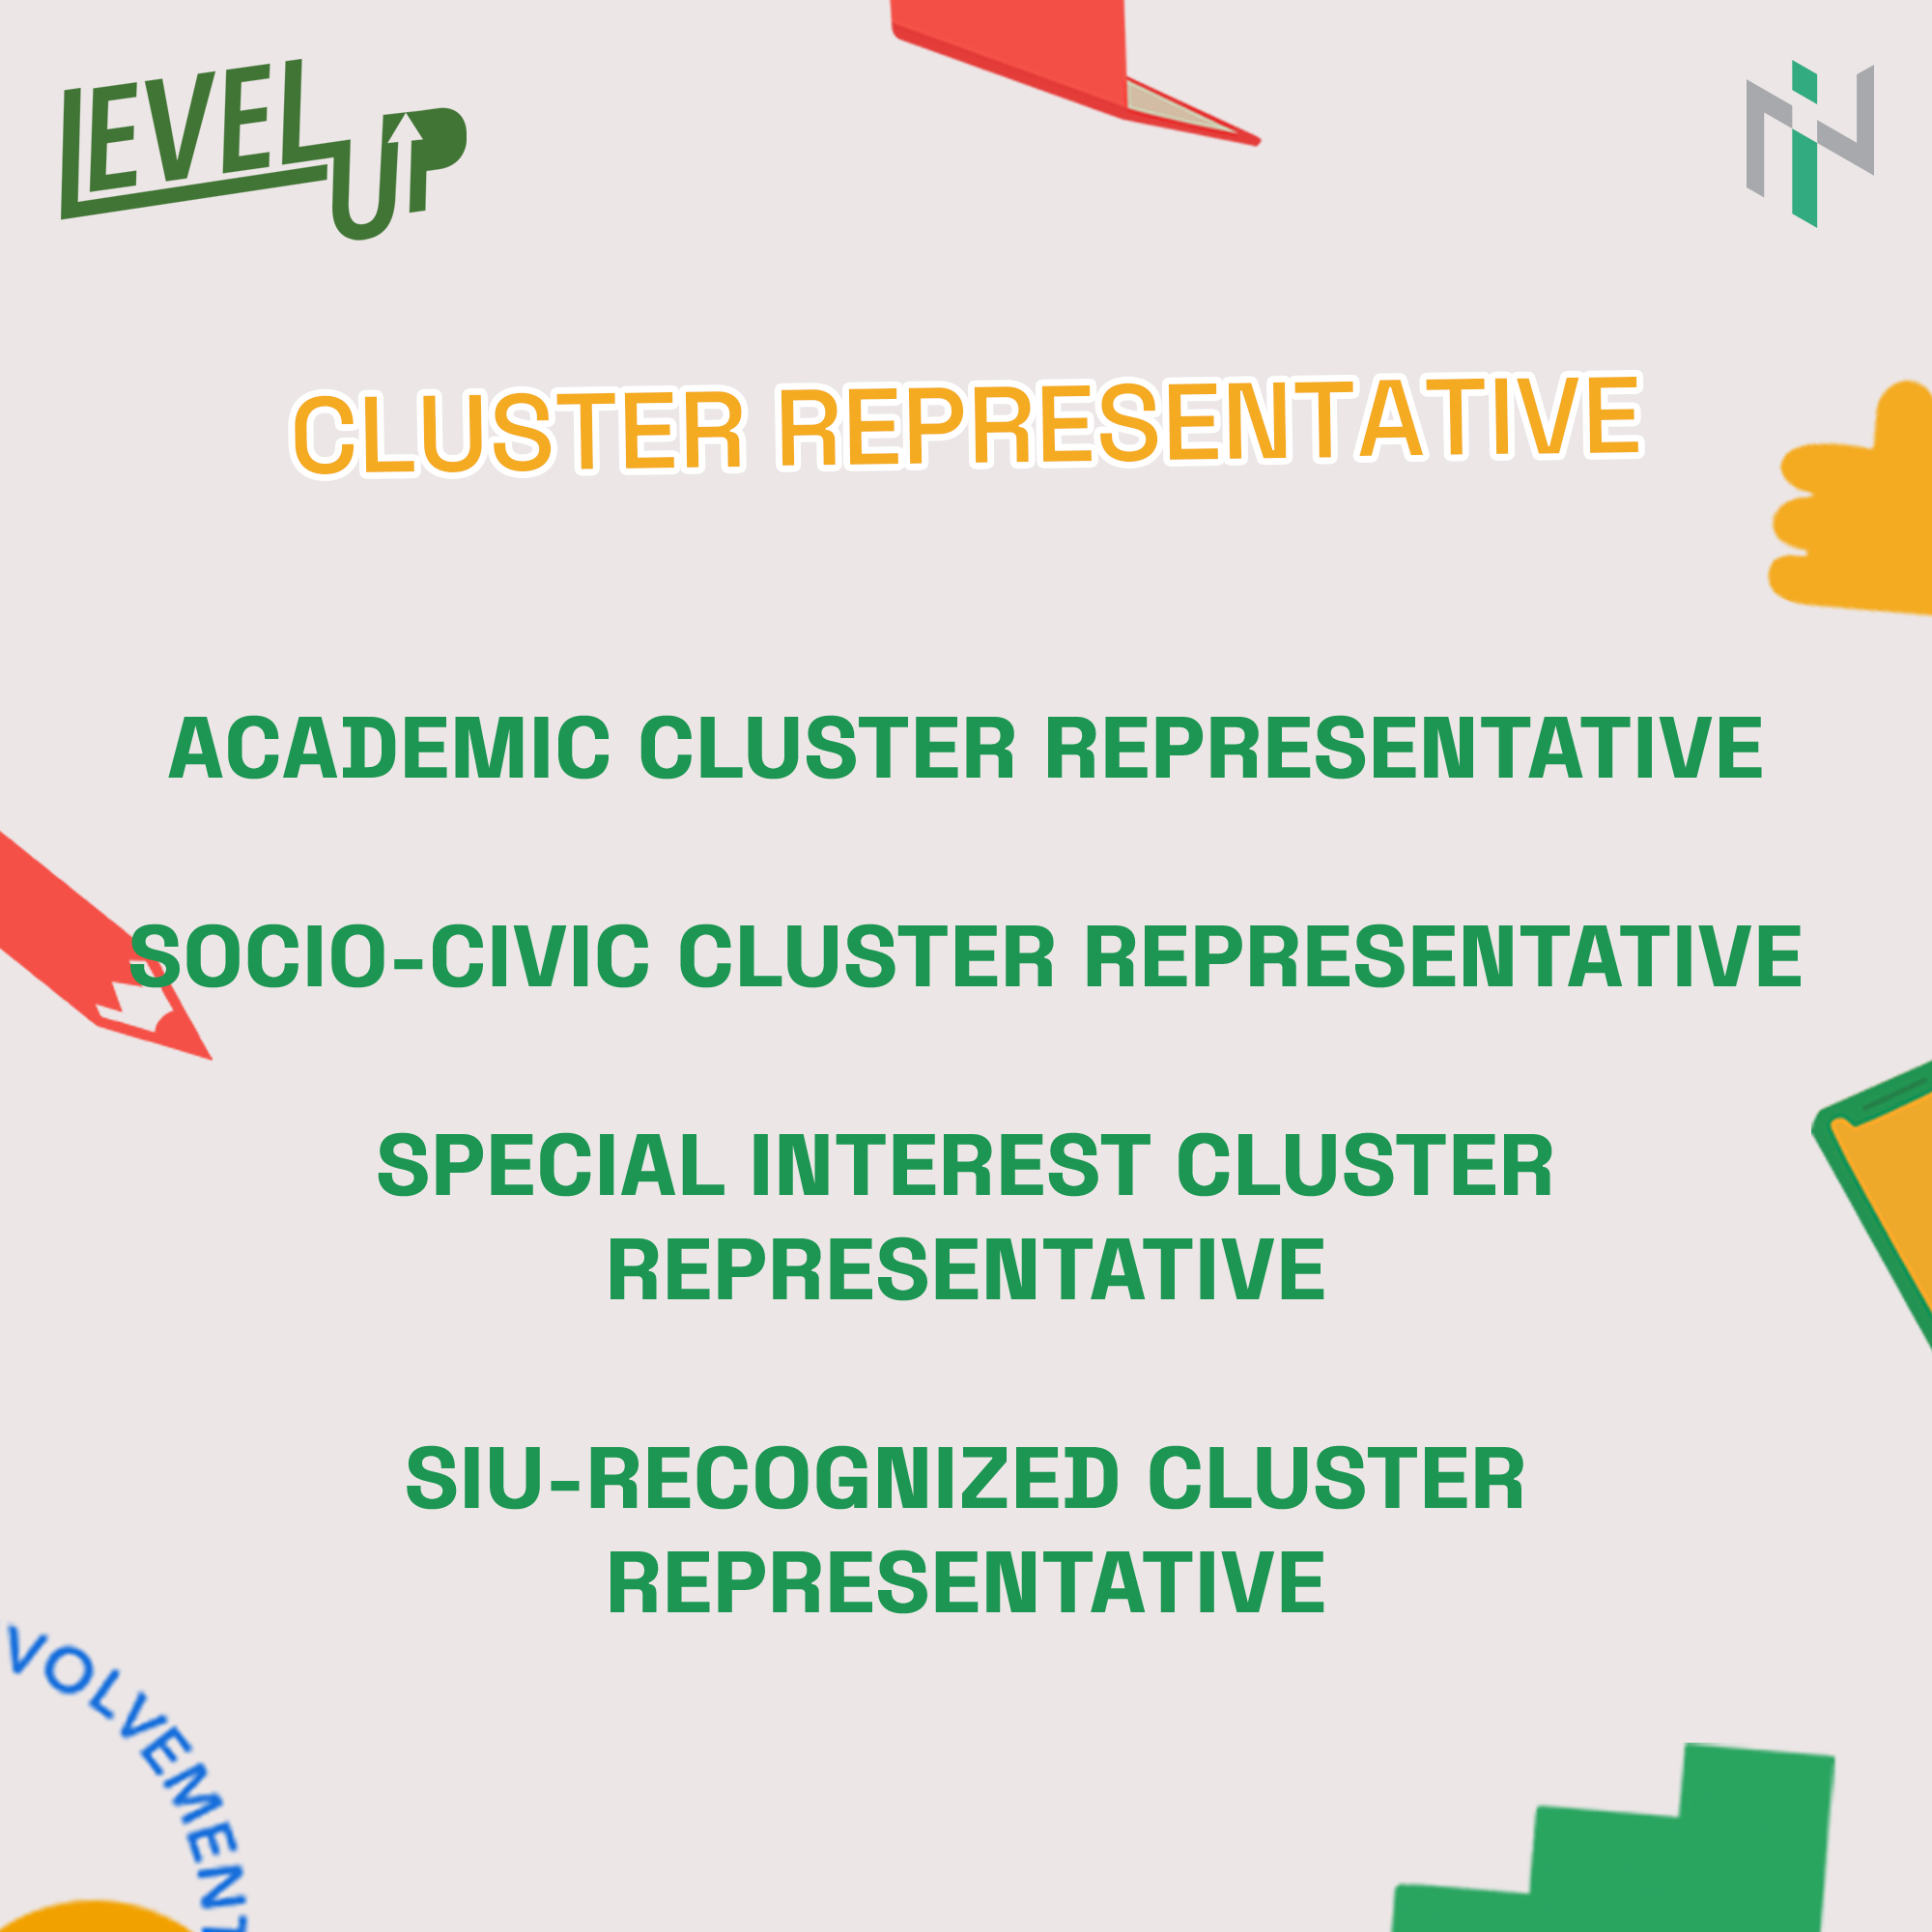 LEVEL
UP
CLUSTER REPRESENTATIVE
ACADEMIC CLUSTER REPRESENTATIVE
SOCIO-CIVIC CLUSTER REPRESENTATIVE
SPECIAL INTEREST CLUSTER
REPRESENTATIVE
SIU-RECOGNIZED CLUSTER
REPRESENTATIVE
VOLVEMENT